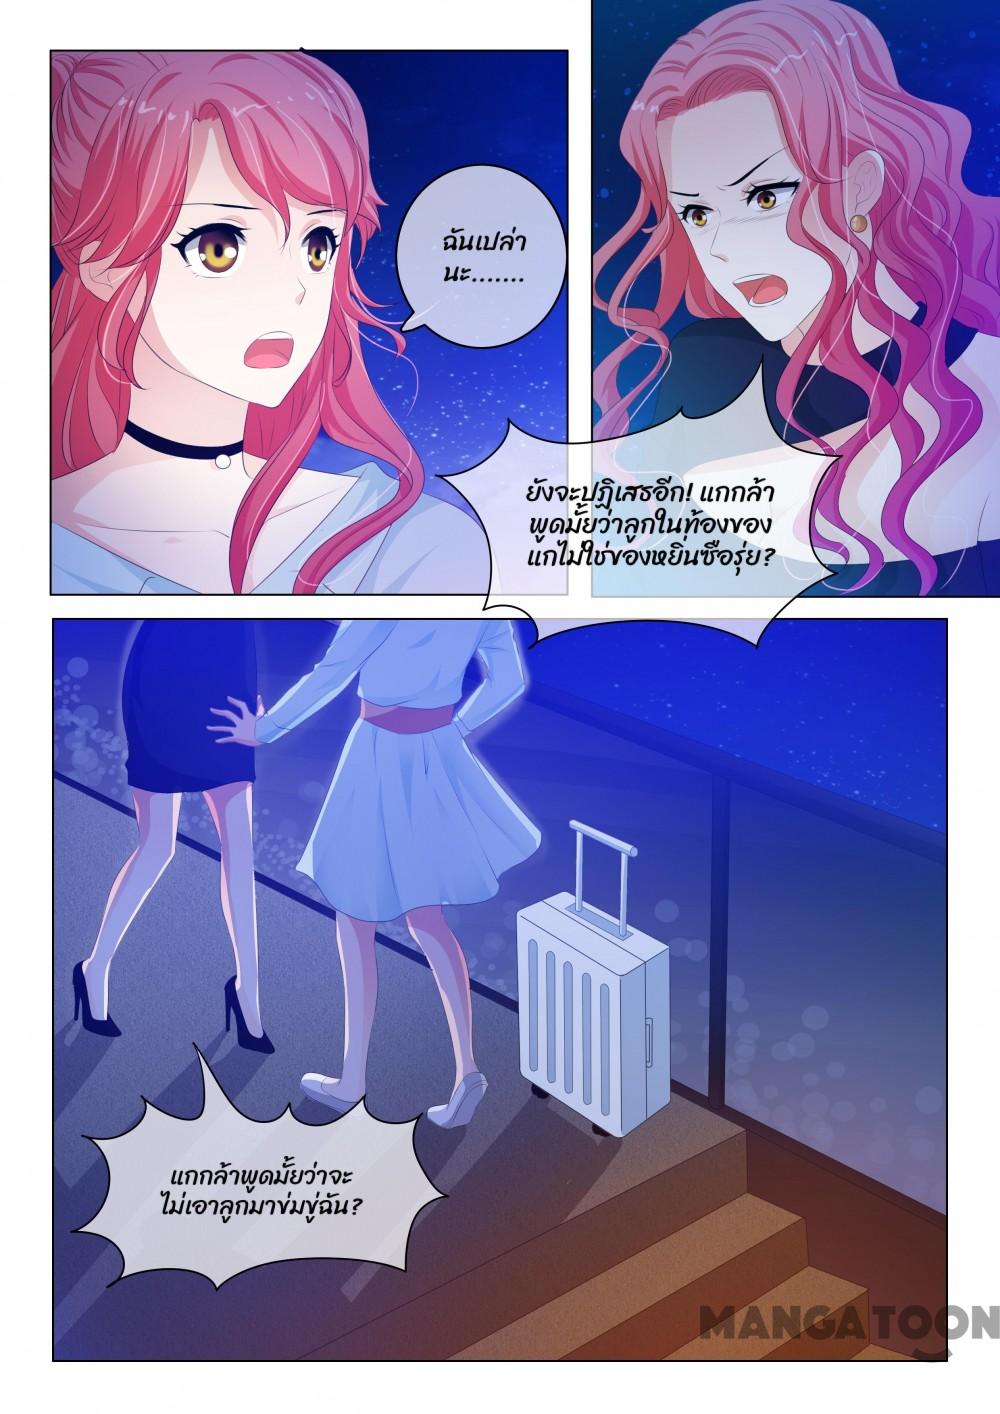 ฉันเปล่า
นะ.......
ยังจะปฏิเสธอีก! แกกล้า
พูดมั้ยว่าลูกในท้องของ
แกไม่ใช่ของหยิ่นซือรุ่ย?
แกกล้าพูดมั้ยว่าจะ
ไม่เอาลูกมาข่มขู่ฉัน?
MANGATOON